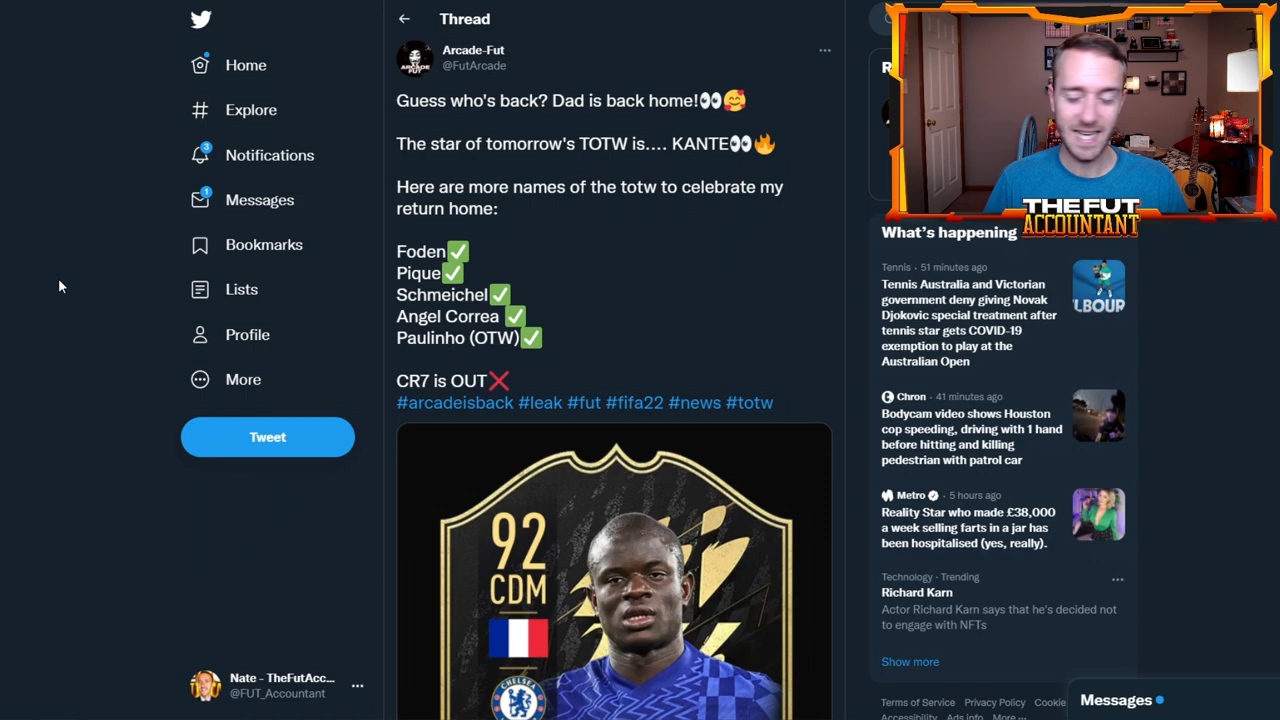 Home
Explore
3
Notifications
1
Messages
Bookmarks
Lists
Profile
More
Tweet
Nate - TheFutAcc...
@FUT_Accountant
Thread
Arcade-Fut
@FutArcade
Guess who's back? Dad is back home!👀🥰
The star of tomorrow's TOTW is.... KANTE👀🔥
Here are more names of the totw to celebrate my
return home:
Foden✅
Pique✅
Schmeichel✅
Angel Correa ✅
Paulinho (OTW)✅
CR7 is OUT❌
#arcadeisback #leak #fut #fifa22 #news #totw
92
CDM
CHELSEA
THE FUT
ACCOUNTANT
What's happening
Tennis · 51 minutes ago
Tennis Australia and Victorian
government deny giving Novak
Djokovic special treatment after
tennis star gets COVID-19
exemption to play at the
Australian Open
Chron · 41 minutes ago
Bodycam video shows Houston
cop speeding, driving with 1 hand
before hitting and killing
pedestrian with patrol car
Metro · 5 hours ago
Reality Star who made £38,000
a week selling farts in a jar has
been hospitalised (yes, really).
Technology · Trending
Richard Karn
Actor Richard Karn says that he's decided not
to engage with NFTs
Show more
Terms of Service Privacy Policy Cookie
Accessibility Ads info More ...
Messages